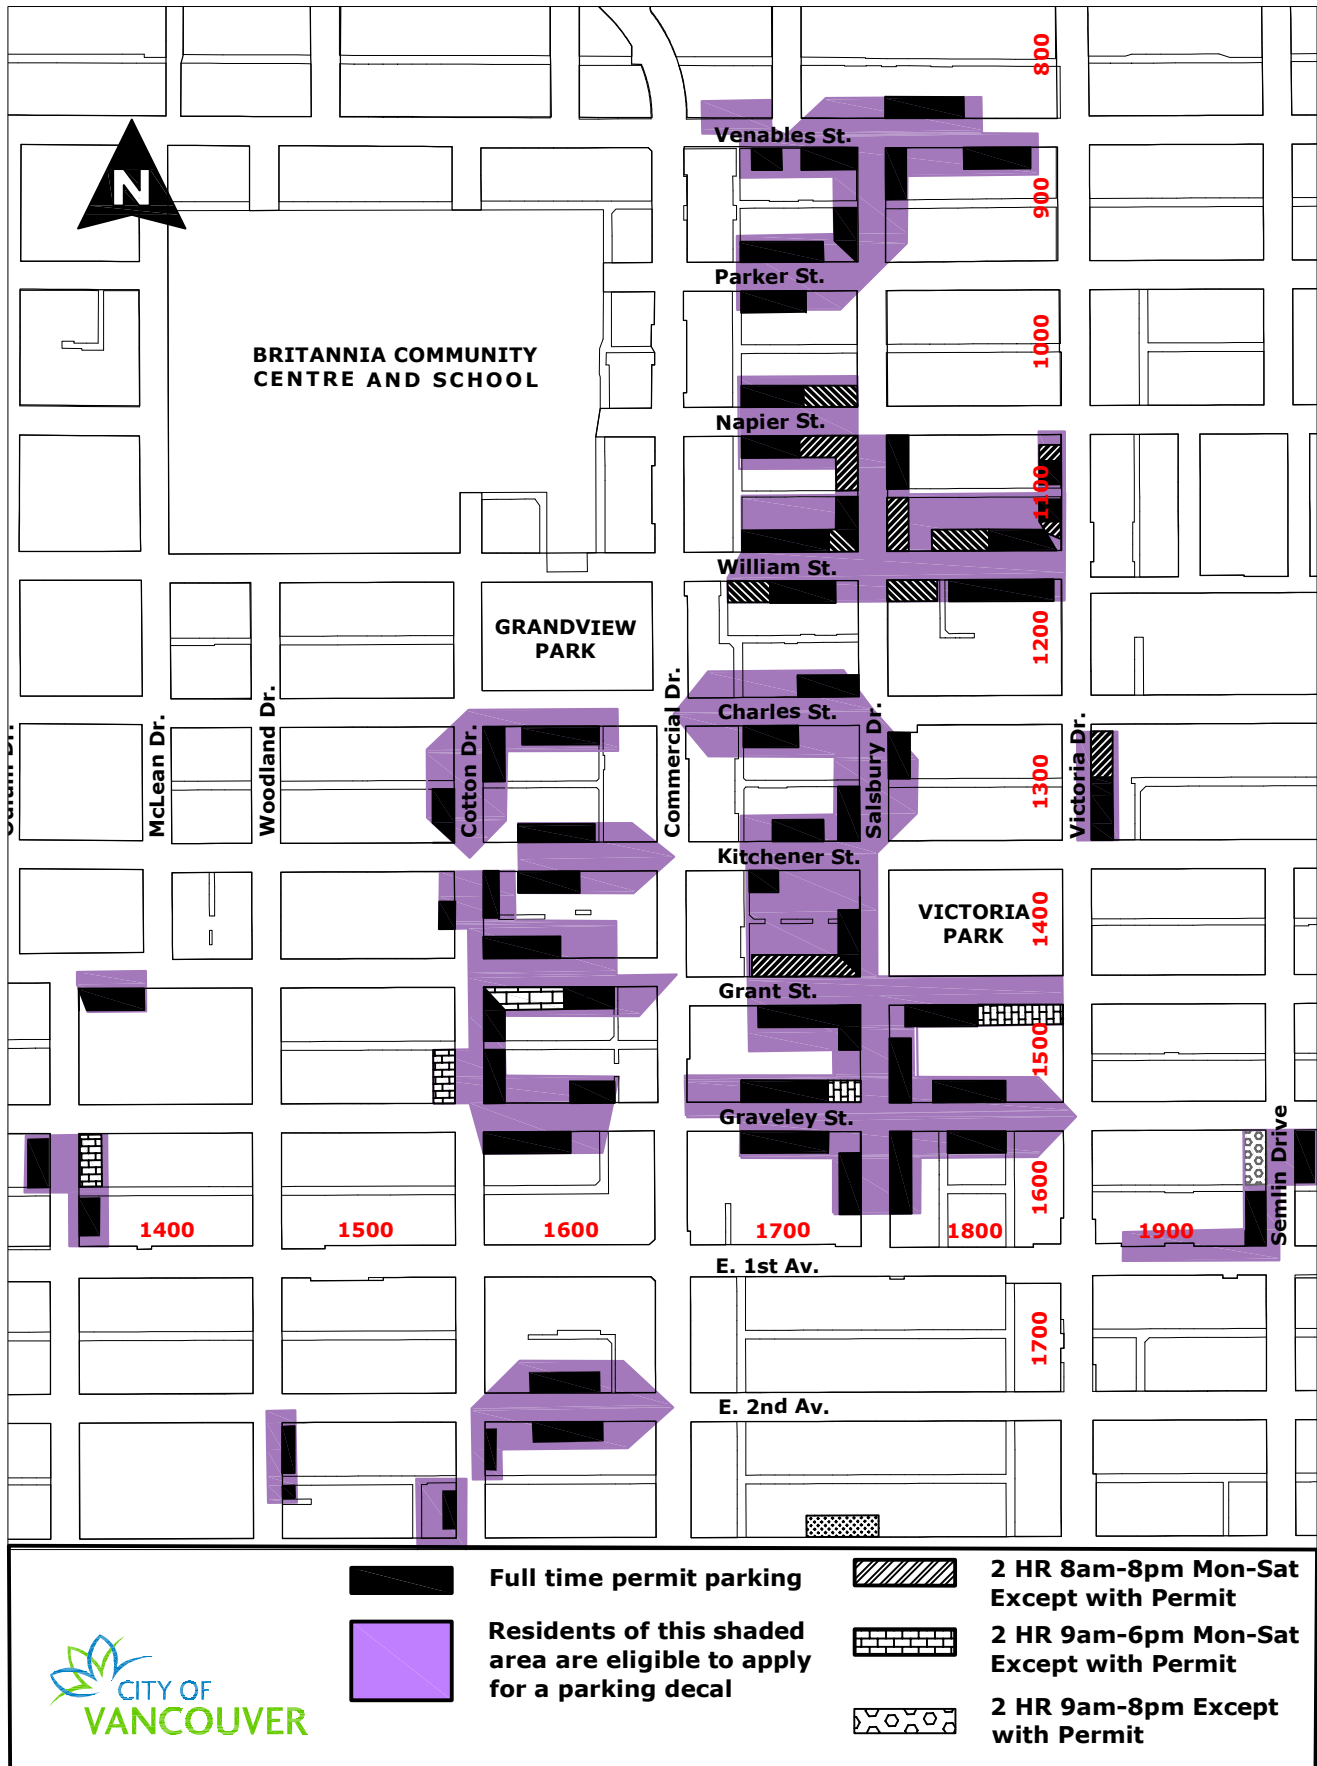 800
Venables St.
N
900
Parker St.
1000
BRITANNIA COMMUNITY
CENTRE AND SCHOOL
Napier St.
1100
William St.
GRANDVIEW
PARK
1200
Charles St.
McLean Dr.
Woodland Dr.
Cotton Dr.
Commercial Dr.
Salsbury Dr.
1300
Victoria Dr.
Kitchener St.
VICTORIA
PARK
1400
Grant St.
1500
Graveley St.
1600
Semlin Drive
1400
1500
1600
1700
1800
1900
E. 1st Av.
1700
E. 2nd Av.
Full time permit parking
Residents of this shaded
area are eligible to apply
for a parking decal
2 HR 8am-8pm Mon-Sat
Except with Permit
2 HR 9am-6pm Mon-Sat
Except with Permit
2 HR 9am-8pm Except
with Permit
CITY OF
VANCOUVER